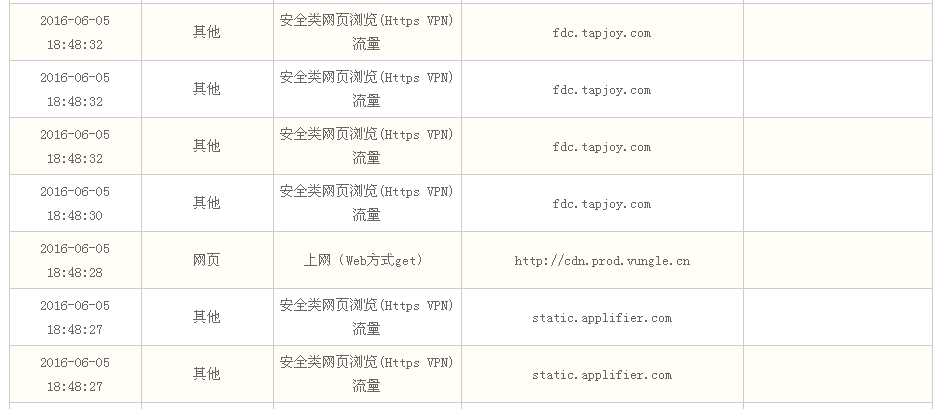 2016-06-05
18:48:32
其他
安全类网页浏览(Https VPN)
流量
fdc.tapjoy.com
2016-06-05
18:48:32
其他
安全类网页浏览(Https VPN)
流量
fdc.tapjoy.com
2016-06-05
18:48:32
其他
安全类网页浏览(Https VPN)
流量
fdc.tapjoy.com
2016-06-05
18:48:30
其他
安全类网页浏览(Https VPN)
流量
fdc.tapjoy.com
2016-06-05
18:48:28
网页
上网（Web方式get）
http://cdn.prod.vungle.cn
2016-06-05
18:48:27
其他
安全类网页浏览(Https VPN)
流量
static.applifier.com
2016-06-05
18:48:27
其他
安全类网页浏览(Https VPN)
流量
static.applifier.com